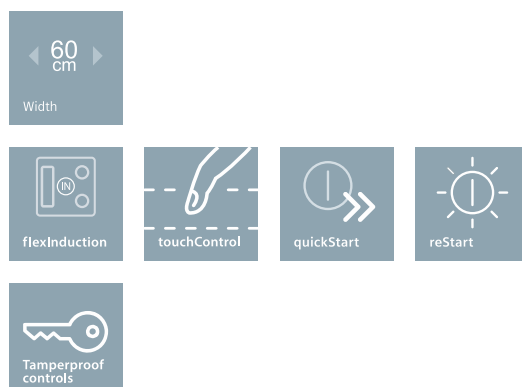 60
cm
Width
IN
flexInduction
touchControl
quickStart
reStart
Tamperproof
controls